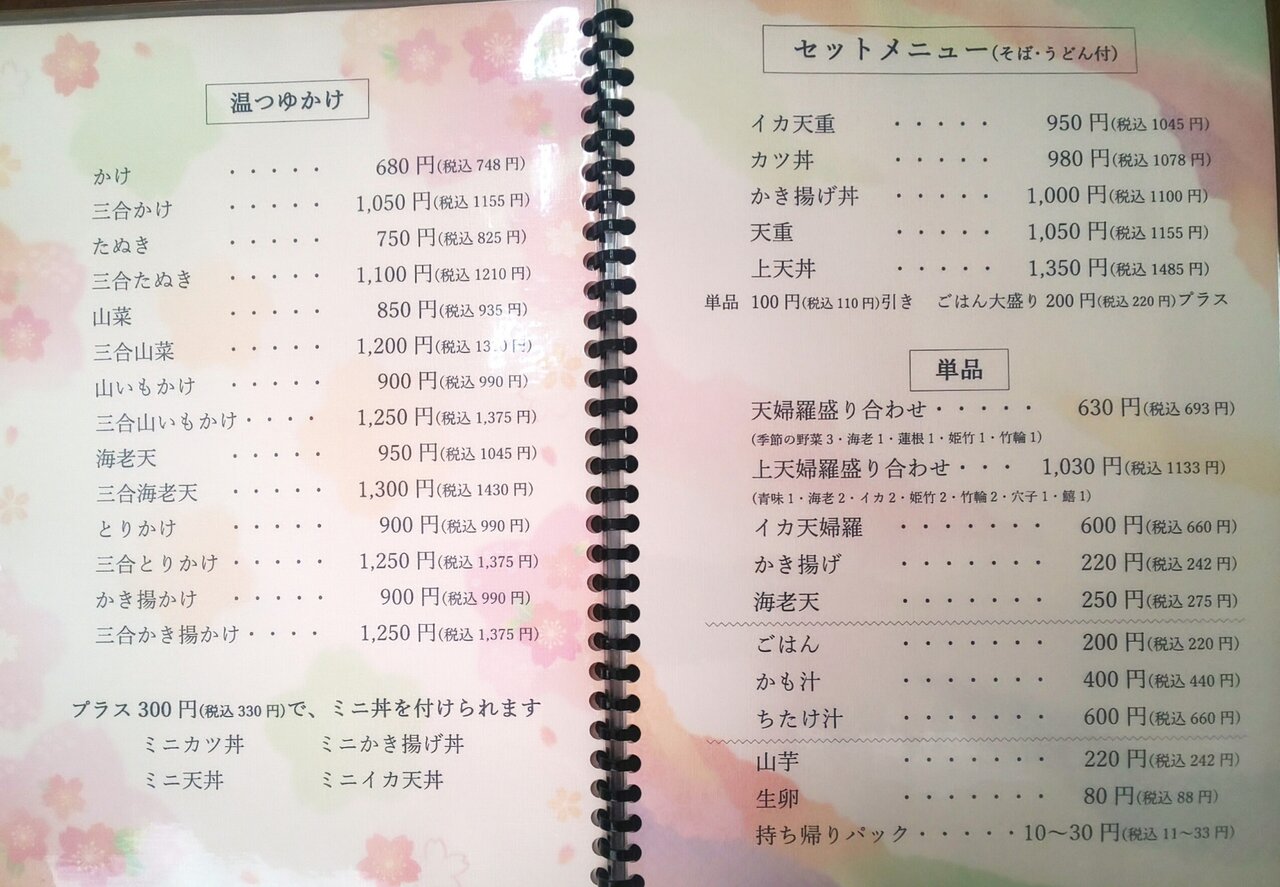 温つゆかけ
かけ ・・・・・ 680円(税込748円)
三合かけ ・・・・・ 1,050円(税込1155円)
たぬき ・・・・・ 750円(税込825円)
三合たぬき ・・・・・ 1,100円(税込1210円)
山菜 ・・・・・ 850円(税込935円)
三合山菜 ・・・・・ 1,200円(税込 円)
山いもかけ ・・・・・ 900円(税込990円)
三合山いもかけ・・・・ 1,250円(税込1,375円)
海老天 ・・・・・ 950円(税込1045円)
三合海老天 ・・・・・ 1,300円(税込1430円)
とりかけ ・・・・・ 900円(税込990円)
三合とりかけ・・・・・ 1,250円(税込1,375円)
かき揚かけ ・・・・・ 900円(税込990円)
三合かき揚かけ・・・・ 1,250円(税込1,375円)
プラス300円(税込330円)で、ミニ丼を付けられます
ミニカツ丼 ミニかき揚げ丼
ミニ天丼 ミニイカ天丼
セットメニュー(そば・うどん付)
イカ天重 ・・・・・ 950円(税込1045円)
カツ丼 ・・・・・ 980円(税込1078円)
かき揚げ丼 ・・・・・ 1,000円(税込1100円)
天重 ・・・・・ 1,050円(税込1155円)
上天丼 ・・・・・ 1,350円(税込1485円)
単品 100円(税込110円)引き ごはん大盛り200円(税込220円)プラス
単品
天婦羅盛り合わせ・・・・・ 630円(税込693円)
(季節の野菜3・海老1・蓮根1・姫竹1・竹輪1)
上天婦羅盛り合わせ・・・ 1,030円(税込1133円)
(青味1・海老2・イカ2・姫竹2・竹輪2・穴子1・鱚1)
イカ天婦羅 ・・・・・・・ 600円(税込660円)
かき揚げ ・・・・・・・ 220円(税込242円)
海老天 ・・・・・・・ 250円(税込275円)
ごはん ・・・・・・・ 200円(税込220円)
かも汁 ・・・・・・・ 400円(税込440円)
ちたけ汁 ・・・・・・・ 600円(税込660円)
山芋 ・・・・・・・ 220円(税込242円)
生卵 ・・・・・・・ 80円(税込88円)
持ち帰りパック・・・・・10〜30円(税込11〜33円)